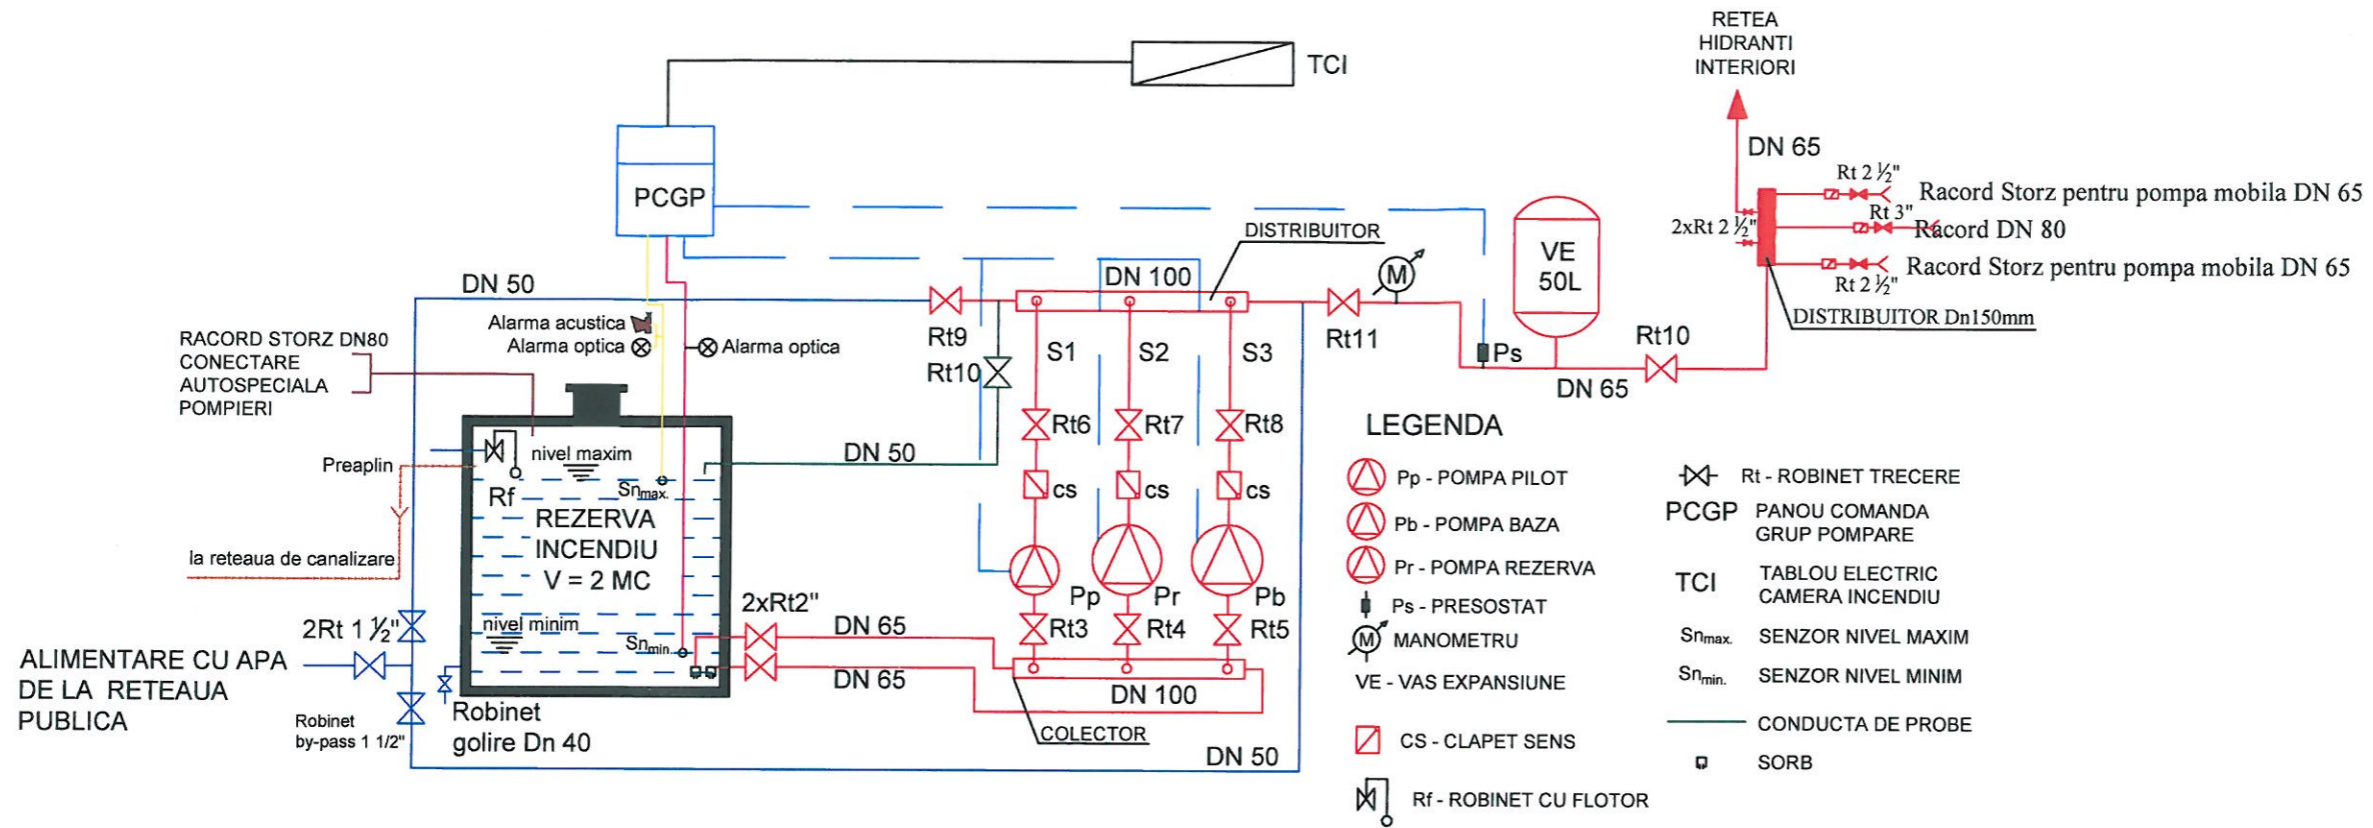 RETEA
HIDRANTI
INTERIORI
TCI
DN 65
Rt 2 ½"
PCGP
Racord Storz pentru pompa mobila DN 65
Rt 3"
2xRt 2 ½"
Racord DN 80
DISTRIBUITOR
VE
50L
M
DN 100
Racord Storz pentru pompa mobila DN 65
Rt 2 ½"
DN 50
DISTRIBUITOR Dn150mm
Alarma acustica
Alarma optica
Alarma optica
Rt9
Rt11
Rt10
RACORD STORZ DN80
CONECTARE
AUTOSPECIALA
POMPIERI
S1
S2
S3
Ps
Rt10
DN 65
Rt6
Rt7
Rt8
LEGENDA
Preaplin
nivel maxim
DN 50
Rf
Snmax.
cs
cs
cs
Pp - POMPA PILOT
Rt - ROBINET TRECERE
REZERVA
INCENDIU
V = 2 MC
PCGP
PANOU COMANDA
GRUP POMPARE
Pb - POMPA BAZA
la reteaua de canalizare
Pr - POMPA REZERVA
TCI
TABLOU ELECTRIC
CAMERA INCENDIU
Pp
Pr
Pb
2xRt2"
Ps - PRESOSTAT
2Rt 1 ½"
nivel minim
DN 65
Rt3
Rt4
Rt5
M
MANOMETRU
Snmax.
SENZOR NIVEL MAXIM
Snmin.
ALIMENTARE CU APA
DE LA RETEAUA
PUBLICA
DN 65
DN 100
VE - VAS EXPANSIUNE
Snmin.
SENZOR NIVEL MINIM
Robinet
by-pass 1 1/2"
Robinet
golire Dn 40
COLECTOR
CONDUCTA DE PROBE
CS - CLAPET SENS
DN 50
SORB
Rf - ROBINET CU FLOTOR